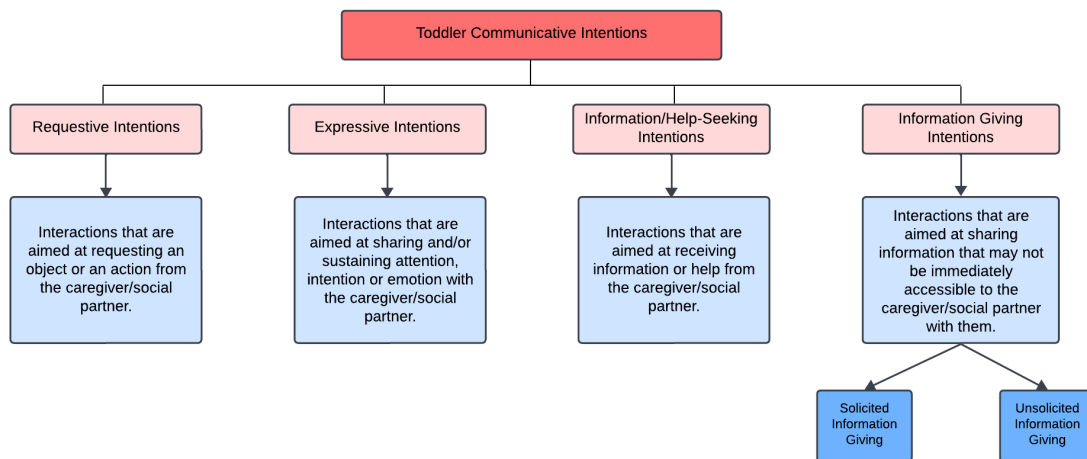 Toddler Communicative Intentions
Requestive Intentions
Expressive Intentions
Information/Help-Seeking
Intentions
Information Giving
Intentions
Interactions that are
aimed at requesting an
object or an action from
the caregiver/social
partner.
Interactions that are
aimed at sharing and/or
sustaining attention,
intention or emotion with
the caregiver/social
partner.
Interactions that are
aimed at receiving
information or help from
the caregiver/social
partner.
Interactions that are
aimed at sharing
information that may not
be immediately
accessible to the
caregiver/social partner
with them.
Solicited
Information
Giving
Unsolicited
Information
Giving